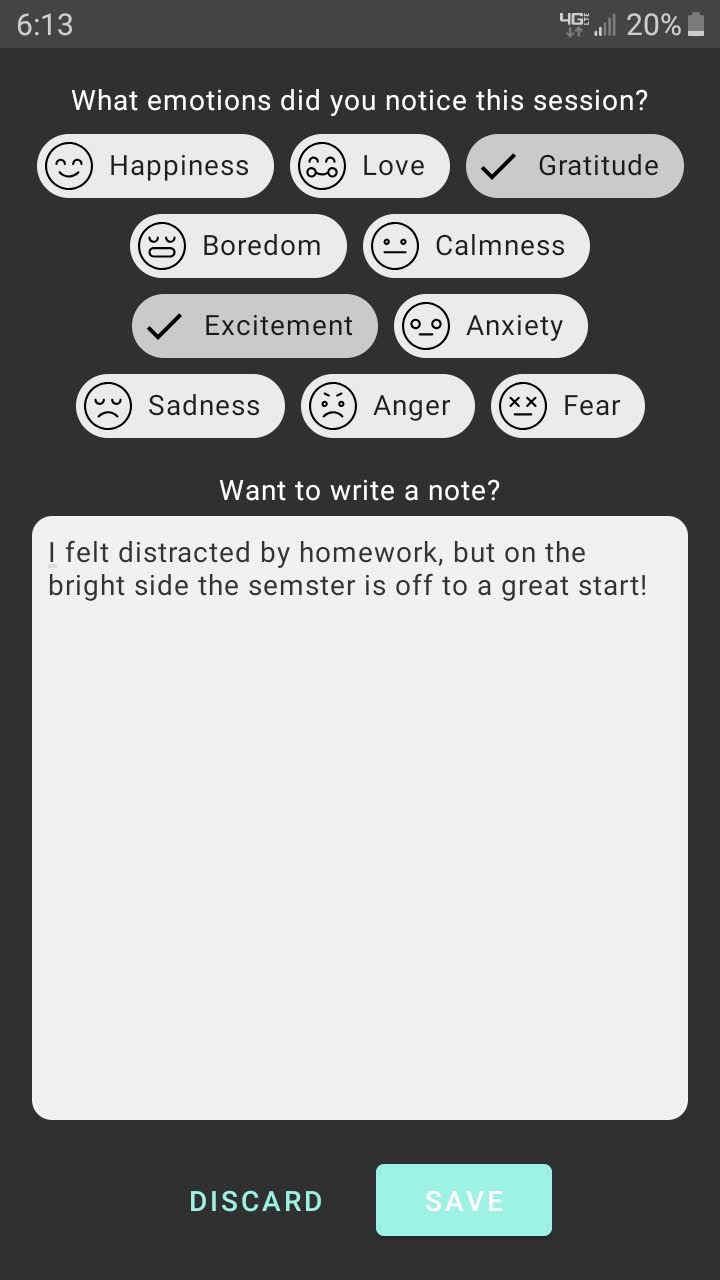 6:13 4G LTE 20%
What emotions did you notice this session?
Happiness Love Gratitude
Boredom Calmness
Excitement Anxiety
Sadness Anger Fear
Want to write a note?
I felt distracted by homework, but on the
bright side the semster is off to a great start!
DISCARD SAVE